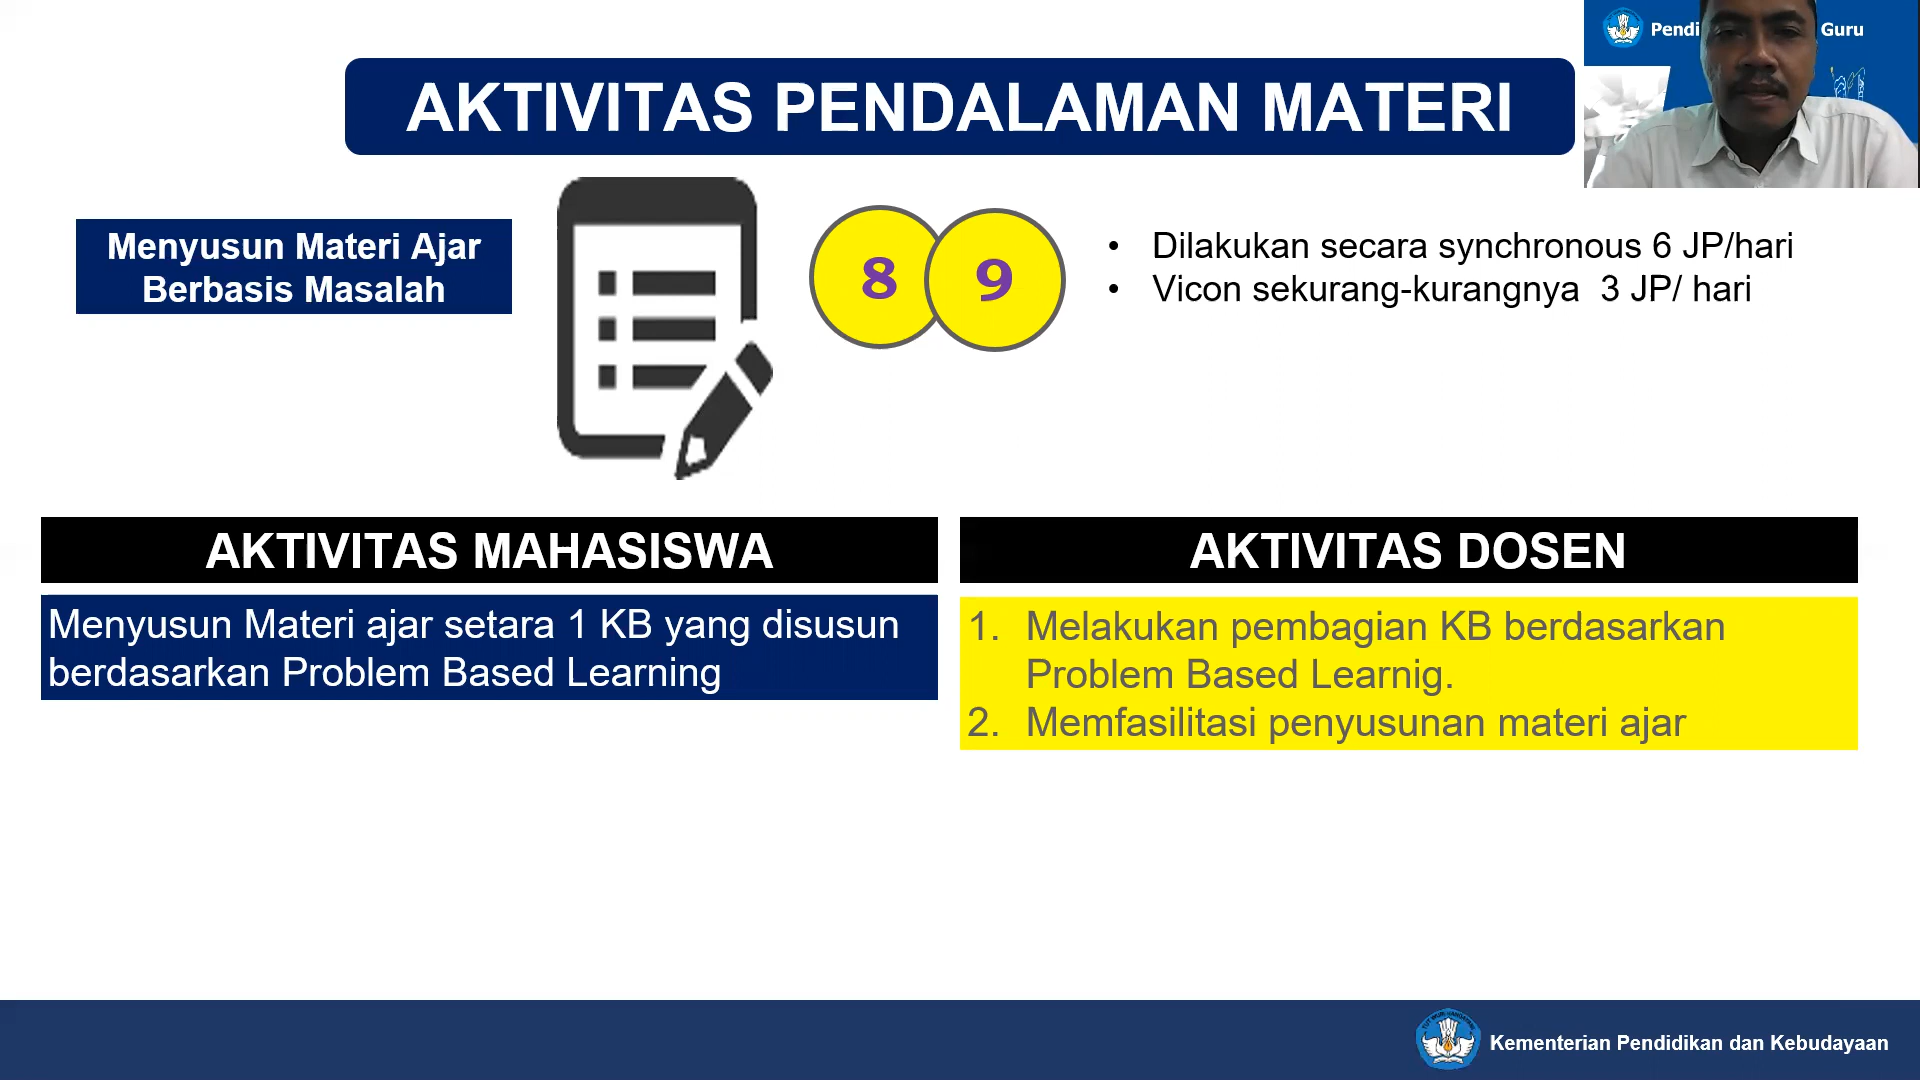 Pendi
Guru
AKTIVITAS PENDALAMAN MATERI
Menyusun Materi Ajar
Berbasis Masalah
8
9
• Dilakukan secara synchronous 6 JP/hari
• Vicon sekurang-kurangnya 3 JP/ hari
AKTIVITAS MAHASISWA
Menyusun Materi ajar setara 1 KB yang disusun
berdasarkan Problem Based Learning
AKTIVITAS DOSEN
1. Melakukan pembagian KB berdasarkan
Problem Based Learnig.
2. Memfasilitasi penyusunan materi ajar
Kementerian Pendidikan dan Kebudayaan